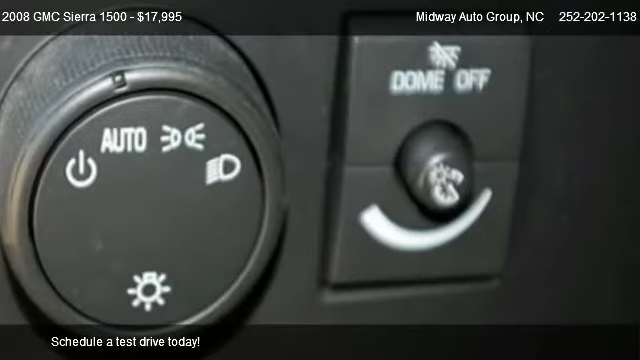 2008 GMC Sierra 1500 - $17,995 Midway Auto Group, NC 252-202-1138
DOME OFF
AUTO
Schedule a test drive today!